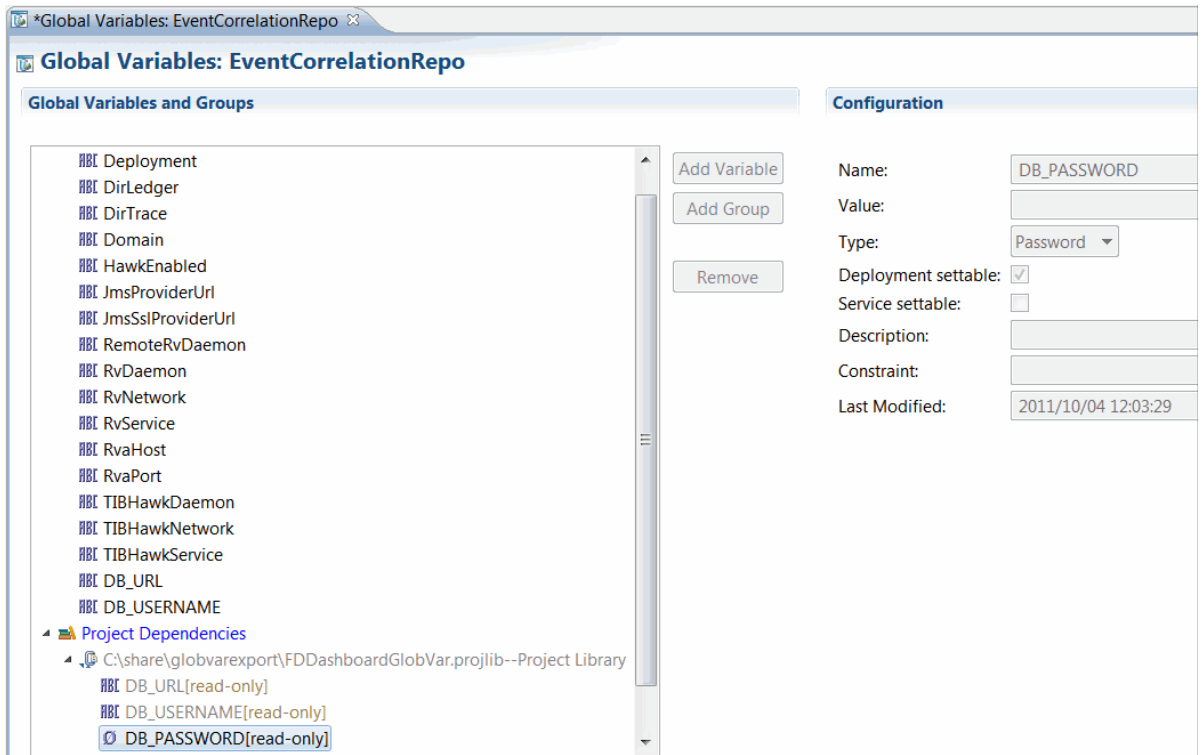 *Global Variables: EventCorrelationRepo
Global Variables: EventCorrelationRepo
Global Variables and Groups
Deployment
DirLedger
DirTrace
Domain
HawkEnabled
JmsProviderUrl
JmsSslProviderUrl
RemoteRvDaemon
RvDaemon
RvNetwork
RvService
RvaHost
RvaPort
TIBHawkDaemon
TIBHawkNetwork
TIBHawkService
DB_URL
DB_USERNAME
Project Dependencies
C:\share\globvarexport\FDDashboardGlobVar.projlib--Project Library
DB_URL[read-only]
DB_USERNAME[read-only]
DB_PASSWORD[read-only]
Add Variable
Add Group
Remove
Configuration
Name: DB_PASSWORD
Value:
Type: Password
Deployment settable:
Service settable:
Description:
Constraint:
Last Modified: 2011/10/04 12:03:29